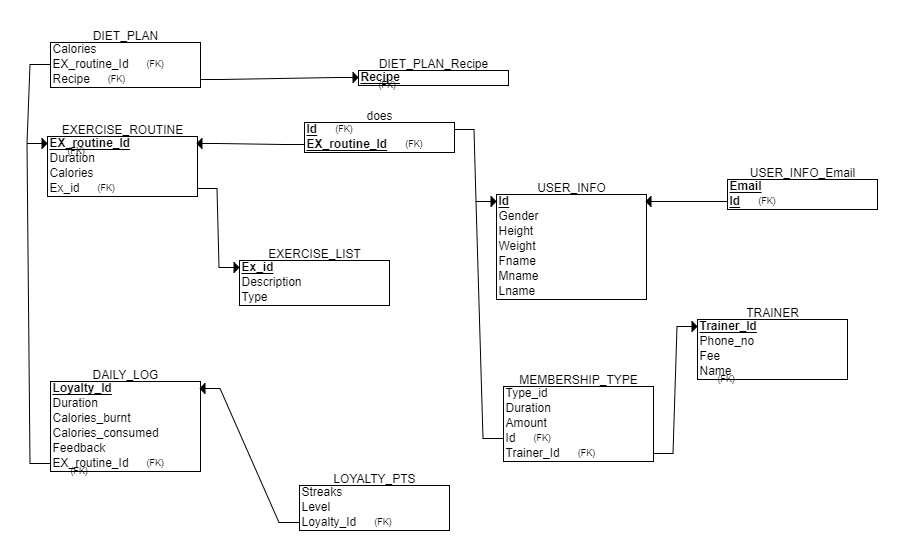 DIET_PLAN
Calories
EX_routine_Id (FK)
Recipe (FK)
DIET_PLAN_Recipe
Recipe
(FK)
does
Id (FK)
EX_routine_Id (FK)
EXERCISE_ROUTINE
EX_routine_Id
(FK)
Duration
Calories
Ex_id (FK)
USER_INFO_Email
Email
Id (FK)
USER_INFO
Id
Gender
Height
Weight
Fname
Mname
Lname
EXERCISE_LIST
Ex_id
Description
Type
TRAINER
Trainer_Id
Phone_no
Fee
Name
(FK)
DAILY_LOG
Loyalty_Id
Duration
Calories_burnt
Calories_consumed
Feedback
EX_routine_Id (FK)
(FK)
MEMBERSHIP_TYPE
Type_id
Duration
Amount
Id (FK)
Trainer_Id (FK)
LOYALTY_PTS
Streaks
Level
Loyalty_Id (FK)